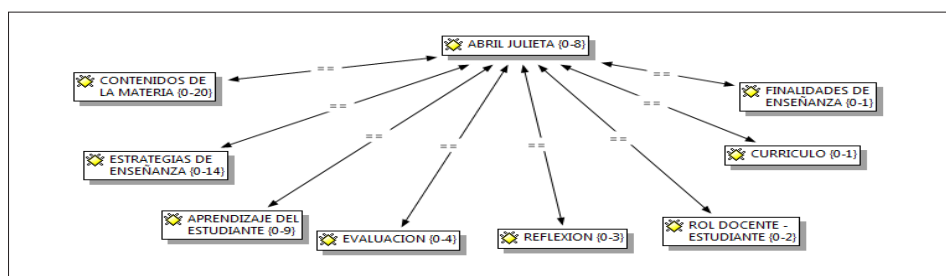 ABRIL JULIETA {0-8}
==
==
CONTENIDOS DE
LA MATERIA {0-20}
FINALIDADES DE
ENSEÑANZA {0-1}
==
==
==
==
==
==
ESTRATEGIAS DE
ENSEÑANZA {0-14}
CURRICULO {0-1}
APRENDIZAJE DEL
ESTUDIANTE {0-9}
EVALUACION {0-4}
REFLEXION {0-3}
ROL DOCENTE -
ESTUDIANTE {0-2}